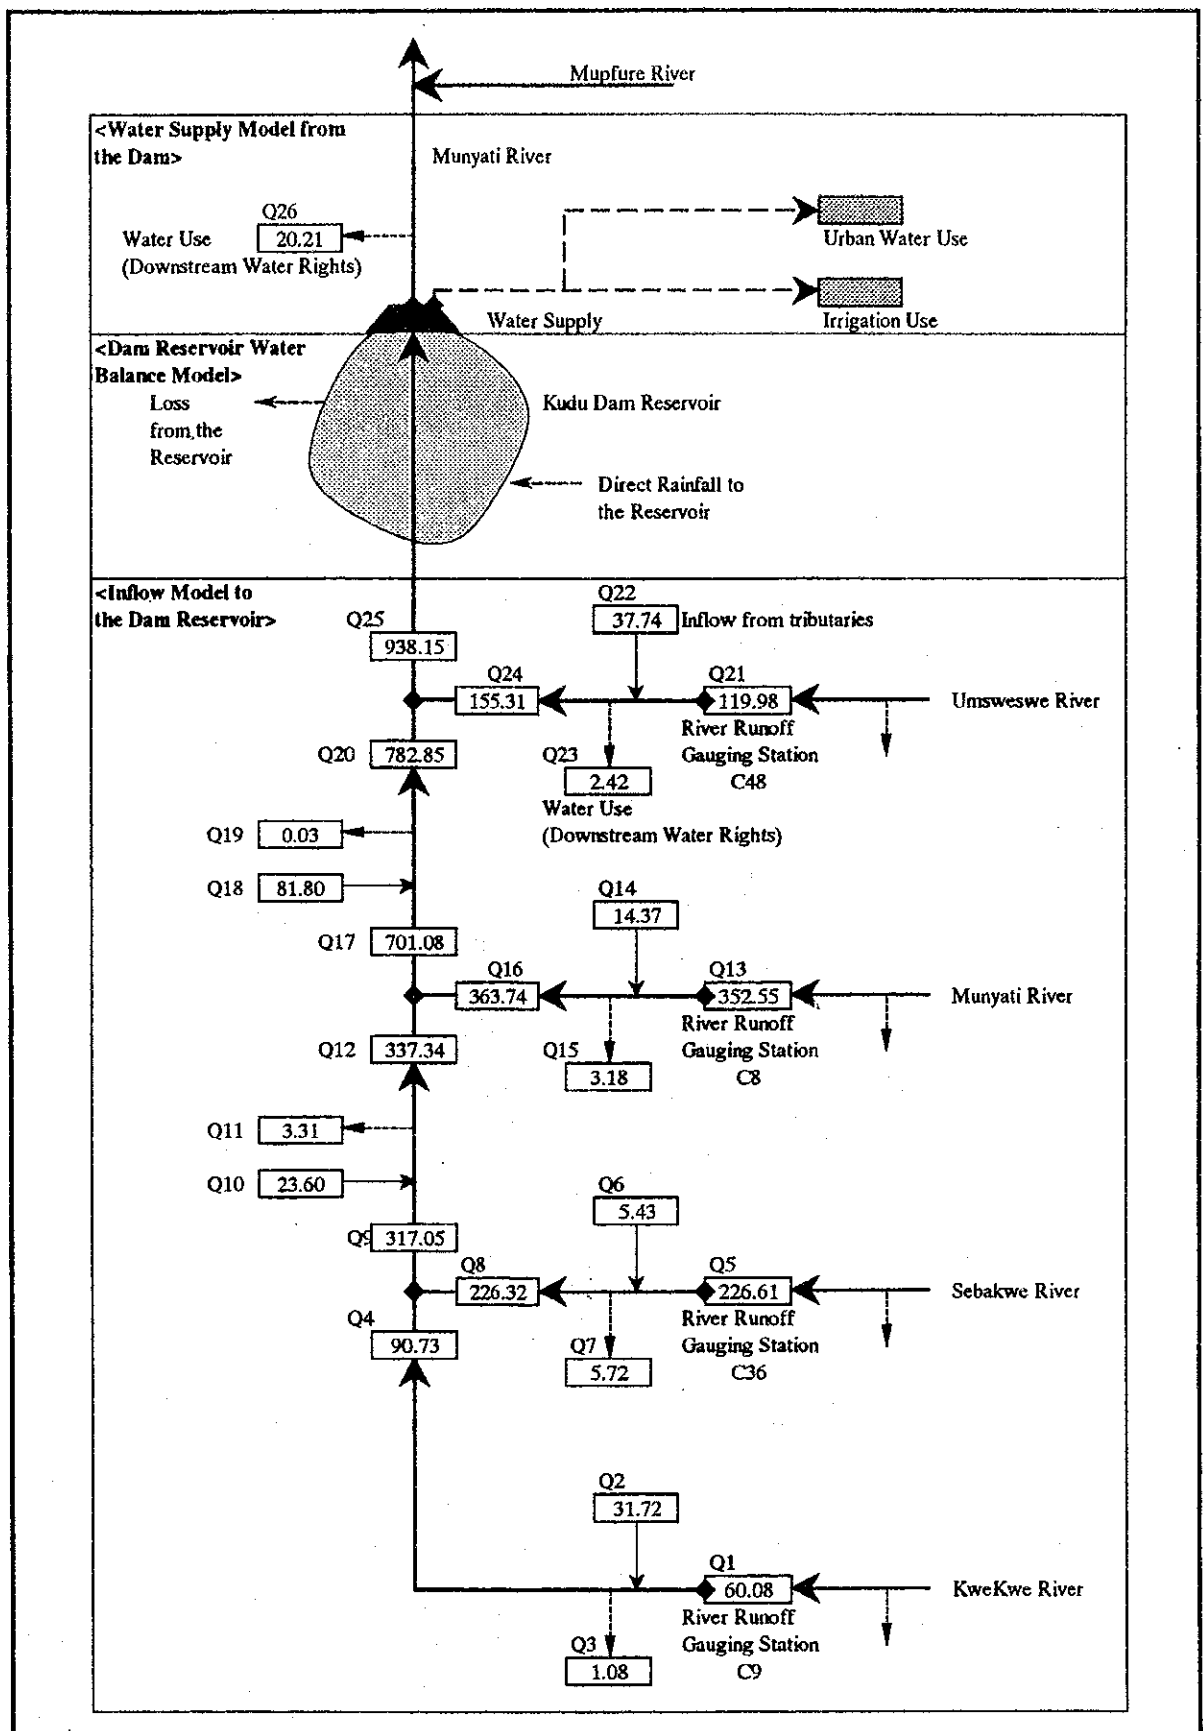 Mupfure River
<Water Supply Model from
the Dam>
Munyati River
Q26
20.21
Water Use
(Downstream Water Rights)
Urban Water Use
Water Supply
Irrigation Use
<Dam Reservoir Water
Balance Model>
Loss
from the
Reservoir
Kudu Dam Reservoir
Direct Rainfall to
the Reservoir
<Inflow Model to
the Dam Reservoir>
Q22
37.74 Inflow from tributaries
Q25
938.15
Q24
155.31
Q21
119.98
Umsweswe River
River Runoff
Gauging Station
C48
Q20 782.85
Q23
2.42
Water Use
(Downstream Water Rights)
Q19 0.03
Q18 81.80
Q14
14.37
Q17 701.08
Q16
363.74
Q13
352.55
Munyati River
River Runoff
Gauging Station
C8
Q12 337.34
Q15
3.18
Q11 3.31
Q10 23.60
Q6
5.43
Q9 317.05
Q8
226.32
Q5
226.61
Sebakwe River
River Runoff
Gauging Station
C36
Q4
90.73
Q7
5.72
Q2
31.72
Q1
60.08
KweKwe River
River Runoff
Gauging Station
C9
Q3
1.08